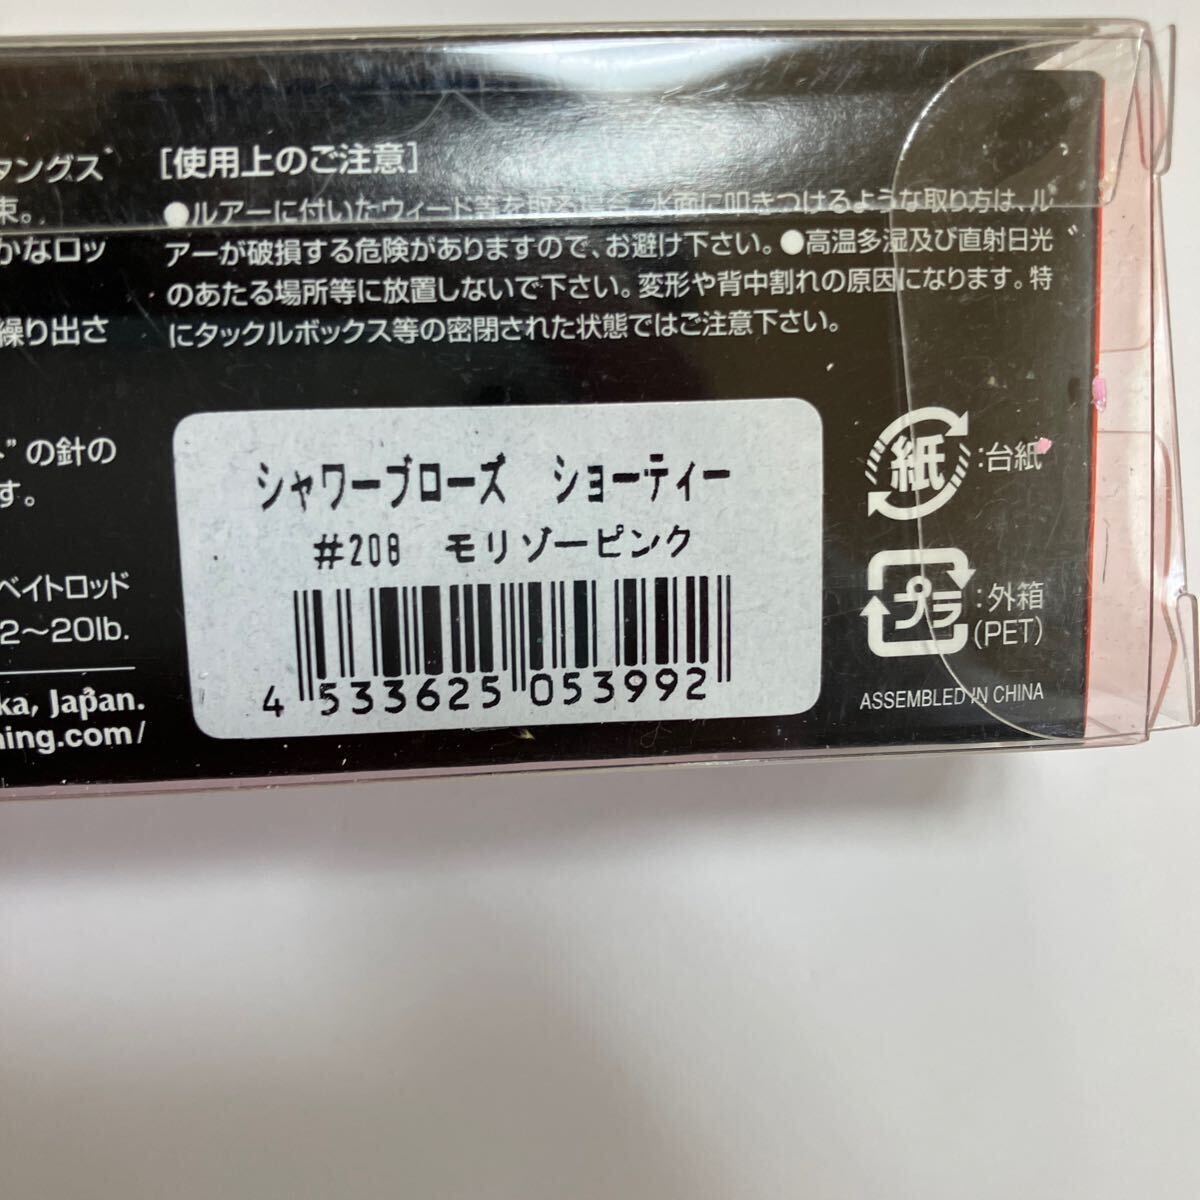 タングス
束。
かなロッ
繰り出さ
” の針の
す。
ベイトロッド
2〜20lb.
ka, Japan.
ning.com/
[使用上のご注意]
●ルアーに付いたウィード等を取る場合、水面に叩きつけるような取り方は、ル
アーが破損する危険がありますので、お避け下さい。●高温多湿及び直射日光
のあたる場所等に放置しないで下さい。変形や背中割れの原因になります。特
にタックルボックス等の密閉された状態ではご注意下さい。
シャワーブローズ ショーティー
#208 モリゾーピンク
4 533625 053992
紙 :台紙
プラ :外箱
(PET)
ASSEMBLED IN CHINA